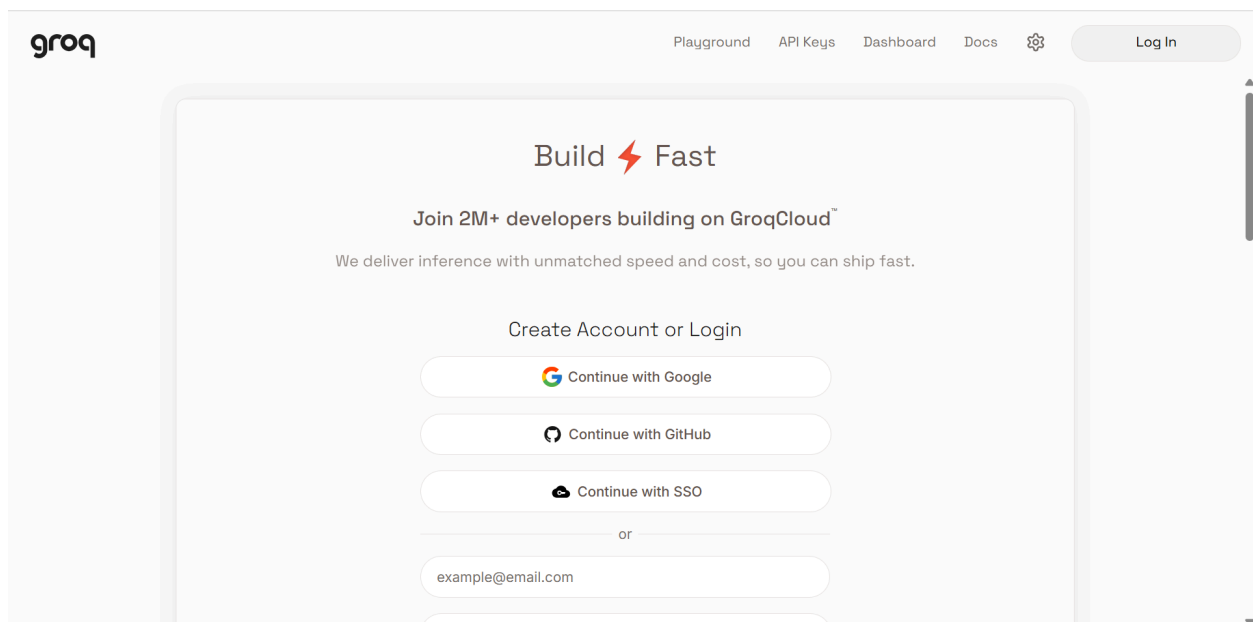 groq
Playground API Keys Dashboard Docs Log In
Build Fast
Join 2M+ developers building on GroqCloud™
We deliver inference with unmatched speed and cost, so you can ship fast.
Create Account or Login
Continue with Google
Continue with GitHub
Continue with SSO
or
example@email.com